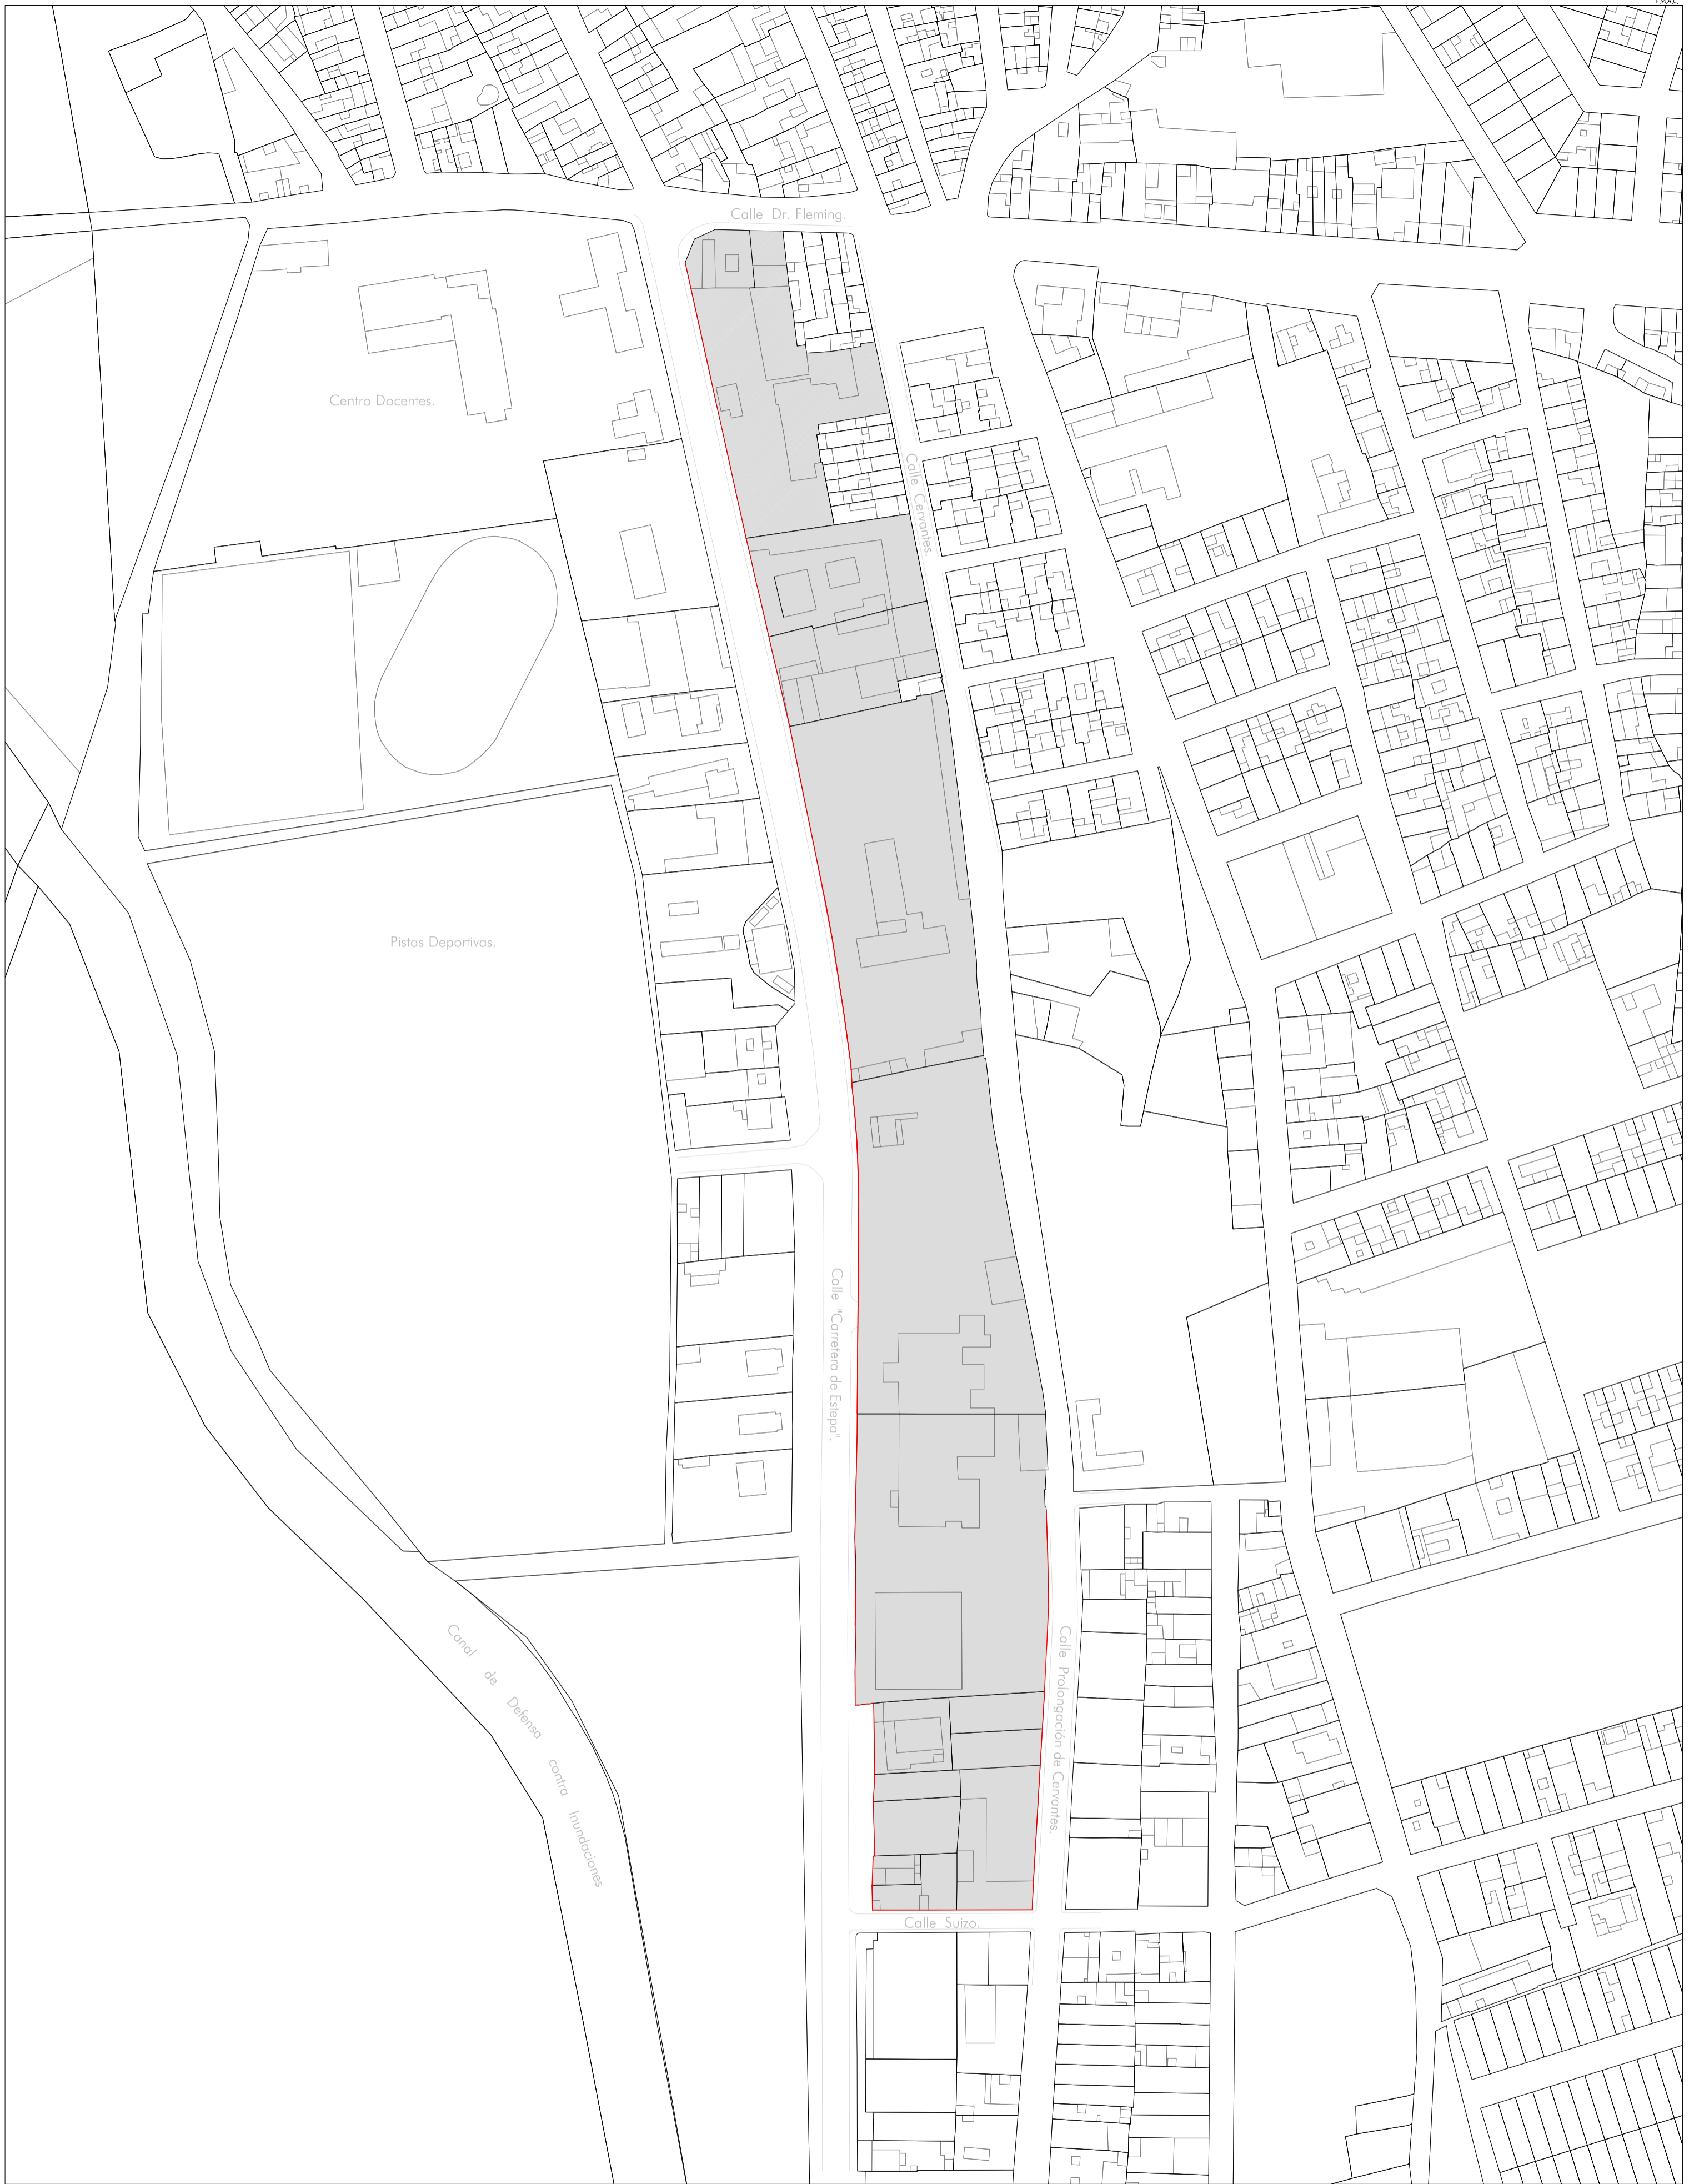 Calle Dr. Fleming.
Centro Docentes.
Calle Cervantes.
Pistas Deportivas.
Calle "Carretera de Estepa".
Canal de Defensa contra Inundaciones
Calle Prolongación de Cervantes.
Calle Suizo.